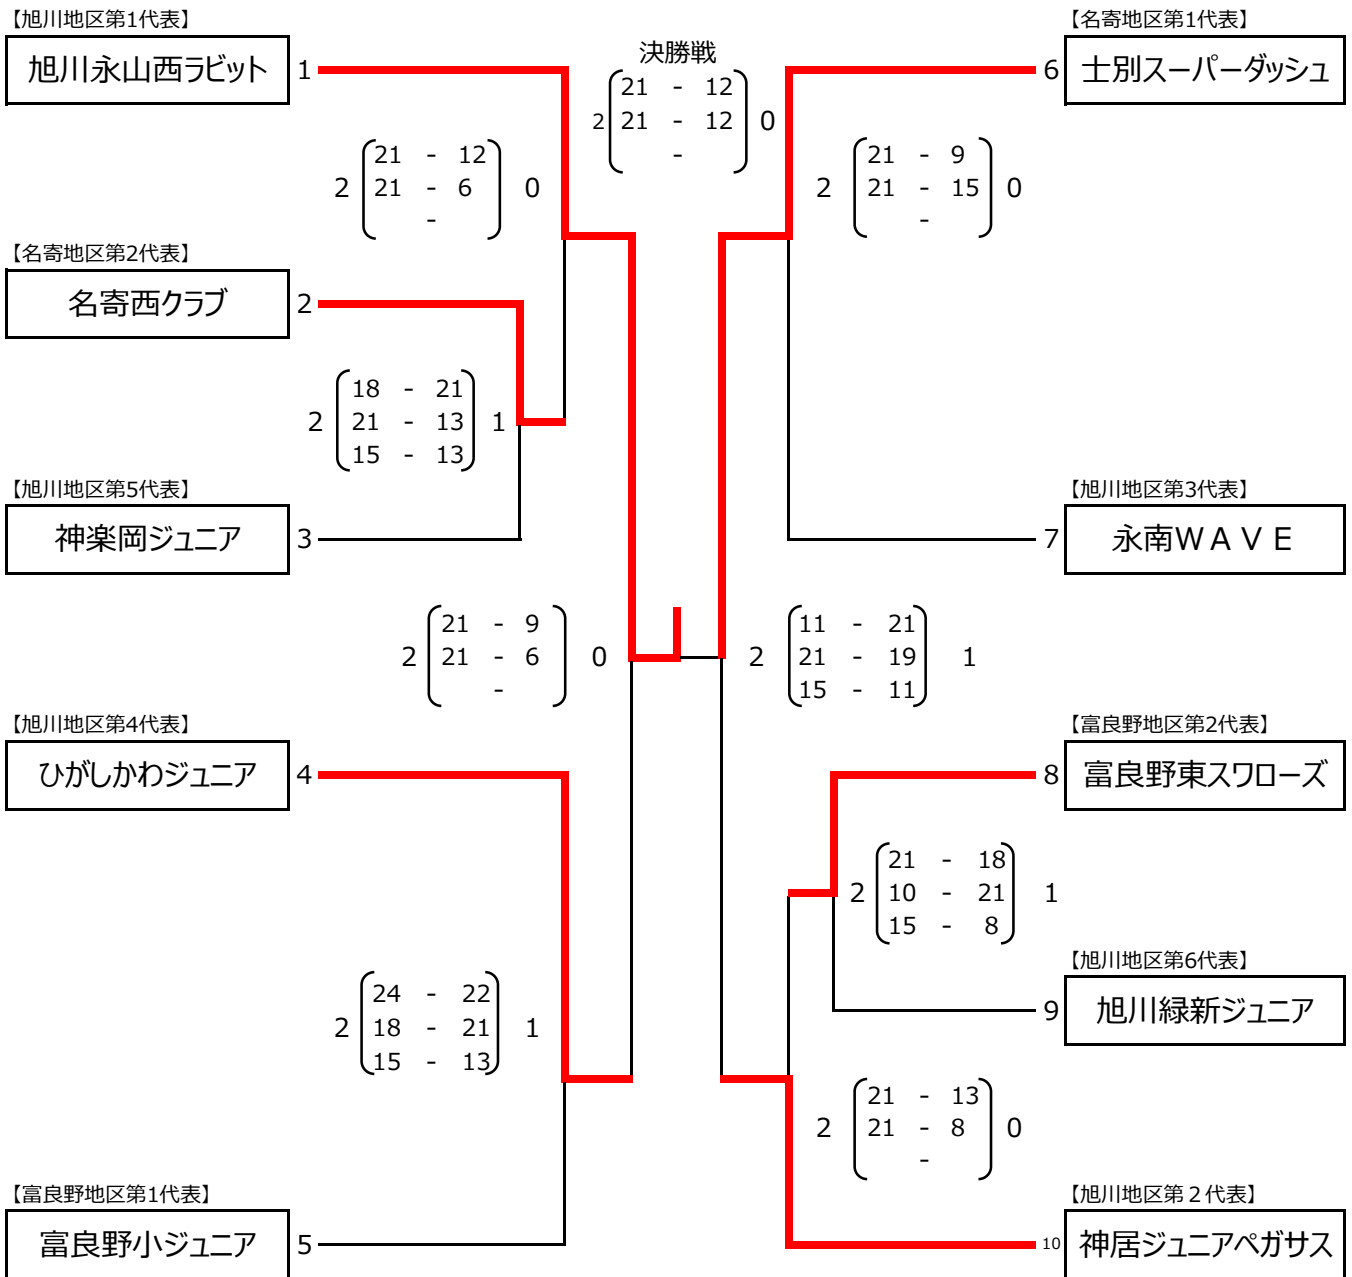 【旭川地区第1代表】
旭川永山西ラビット 1
【名寄地区第1代表】
6 士別スーパーダッシュ
決勝戦
21 - 12
2 21 - 12 0
-
21 - 12
2 21 - 6 0
-
21 - 9
2 21 - 15 0
-
【名寄地区第2代表】
名寄西クラブ 2
18 - 21
2 21 - 13 1
15 - 13
【旭川地区第5代表】
神楽岡ジュニア 3
【旭川地区第3代表】
7 永南WAVE
21 - 9
2 21 - 6 0
-
11 - 21
2 21 - 19 1
15 - 11
【旭川地区第4代表】
ひがしかわジュニア 4
【富良野地区第2代表】
8 富良野東スワローズ
21 - 18
2 10 - 21 1
15 - 8
【旭川地区第6代表】
9 旭川緑新ジュニア
24 - 22
2 18 - 21 1
15 - 13
21 - 13
2 21 - 8 0
-
【富良野地区第1代表】
富良野小ジュニア 5
【旭川地区第２代表】
10 神居ジュニアペガサス